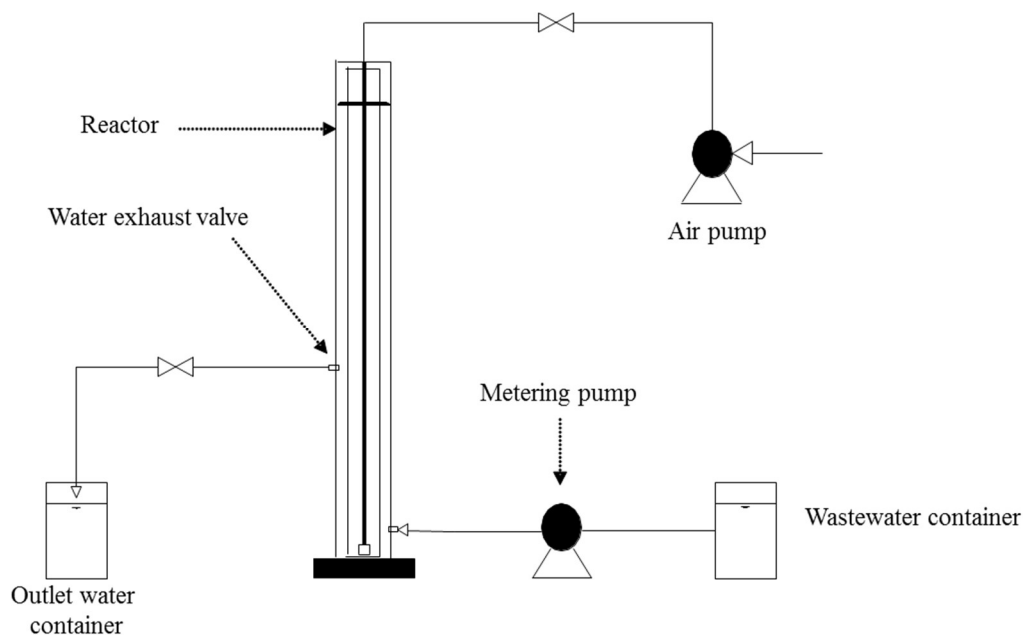 Reactor
Water exhaust valve
Air pump
Metering pump
Wastewater container
Outlet water
container